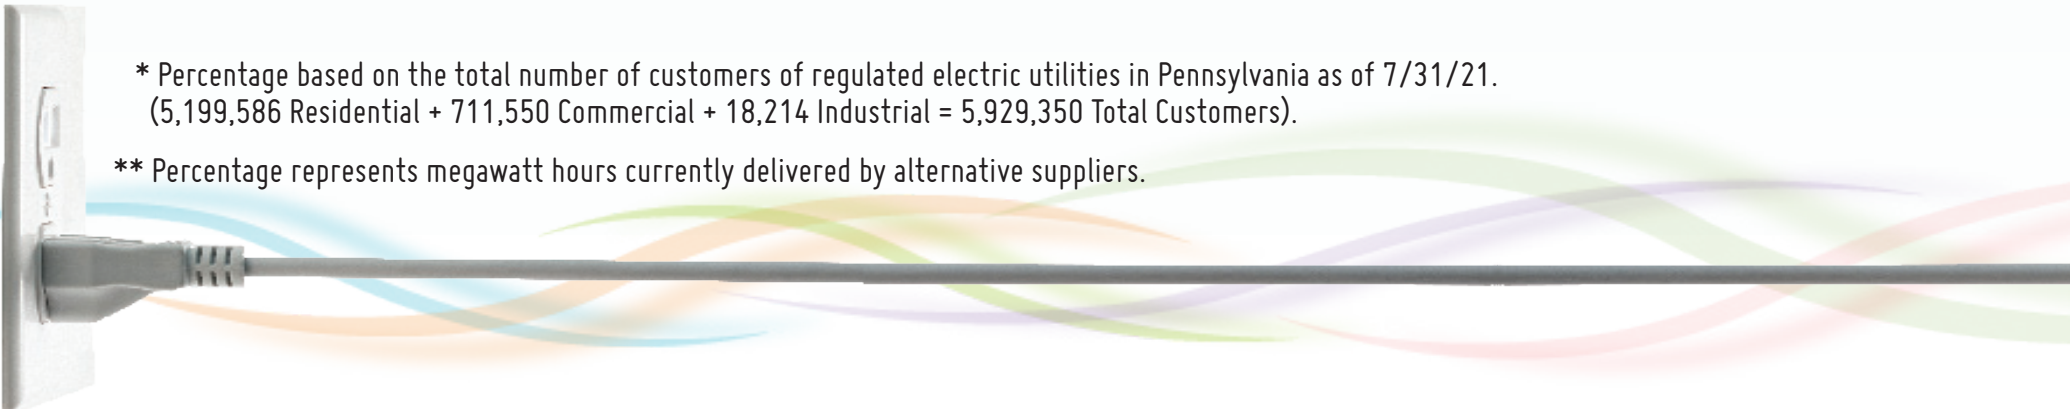 * Percentage based on the total number of customers of regulated electric utilities in Pennsylvania as of 7/31/21.
(5,199,586 Residential + 711,550 Commercial + 18,214 Industrial = 5,929,350 Total Customers).
** Percentage represents megawatt hours currently delivered by alternative suppliers.